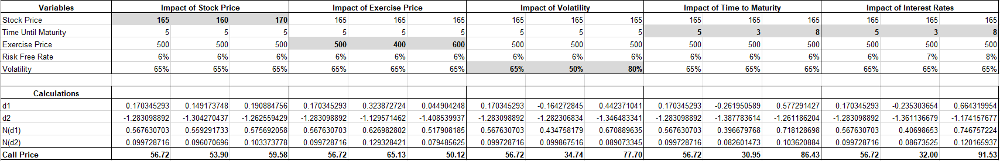 Variables Impact of Stock Price Impact of Exercise Price Impact of Volatility Impact of Time to Maturity Impact of Interest Rates
Stock Price 165 160 170 165 165 165 165 165 165 165 165 165 165 165 165
Time Until Maturity 5 5 5 5 5 5 5 5 5 5 3 8 5 3 8
Exercise Price 500 500 500 500 400 600 500 500 500 500 500 500 500 500 500
Risk Free Rate 6% 6% 6% 6% 6% 6% 6% 6% 6% 6% 6% 6% 6% 7% 8%
Volatility 65% 65% 65% 65% 65% 65% 65% 50% 80% 65% 65% 65% 65% 65% 65%
Calculations
d1 0.170345293 0.149173748 0.190884756 0.170345293 0.323872724 0.044904248 0.170345293 -0.164272845 0.442371041 0.170345293 -0.261950589 0.577291427 0.170345293 -0.235303654 0.664319954
d2 -1.283098892 -1.304270437 -1.262559429 -1.283098892 -1.129571462 -1.408539937 -1.283098892 -1.282306834 -1.346483341 -1.283098892 -1.387783614 -1.261186204 -1.283098892 -1.361136679 -1.174157677
N(d1) 0.567630703 0.559291733 0.575692058 0.567630703 0.626982802 0.517908185 0.567630703 0.434758179 0.670889635 0.567630703 0.396679768 0.718128698 0.567630703 0.40698653 0.746757224
N(d2) 0.099728716 0.096070696 0.103373778 0.099728716 0.129328421 0.079485625 0.099728716 0.099867516 0.089073345 0.099728716 0.082601473 0.103620884 0.099728716 0.08673525 0.120165937
Call Price 56.72 53.90 59.58 56.72 65.13 50.12 56.72 34.74 77.70 56.72 30.95 86.43 56.72 32.00 91.53